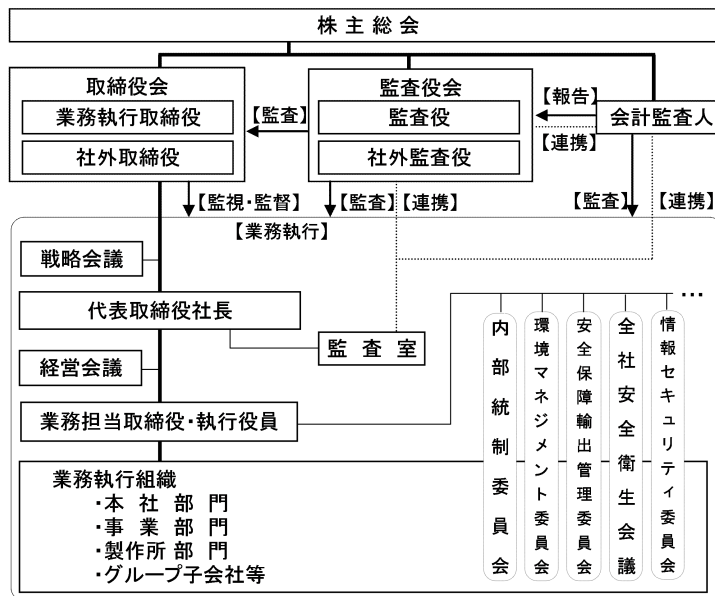 株主総会
取締役会
業務執行取締役
社外取締役
【監査】
監査役会
監査役
社外監査役
【報告】
【連携】
会計監査人
【監視・監督】
【監査】
【連携】
【監査】
【連携】
【業務執行】
戦略会議
代表取締役社長
監査室
経営会議
業務担当取締役・執行役員
…
内部統制委員会
環境マネジメント委員会
安全保障輸出管理委員会
全社安全衛生会議
情報セキュリティ委員会
業務執行組織
・本社部門
・事業部門
・製作所部門
・グループ子会社等